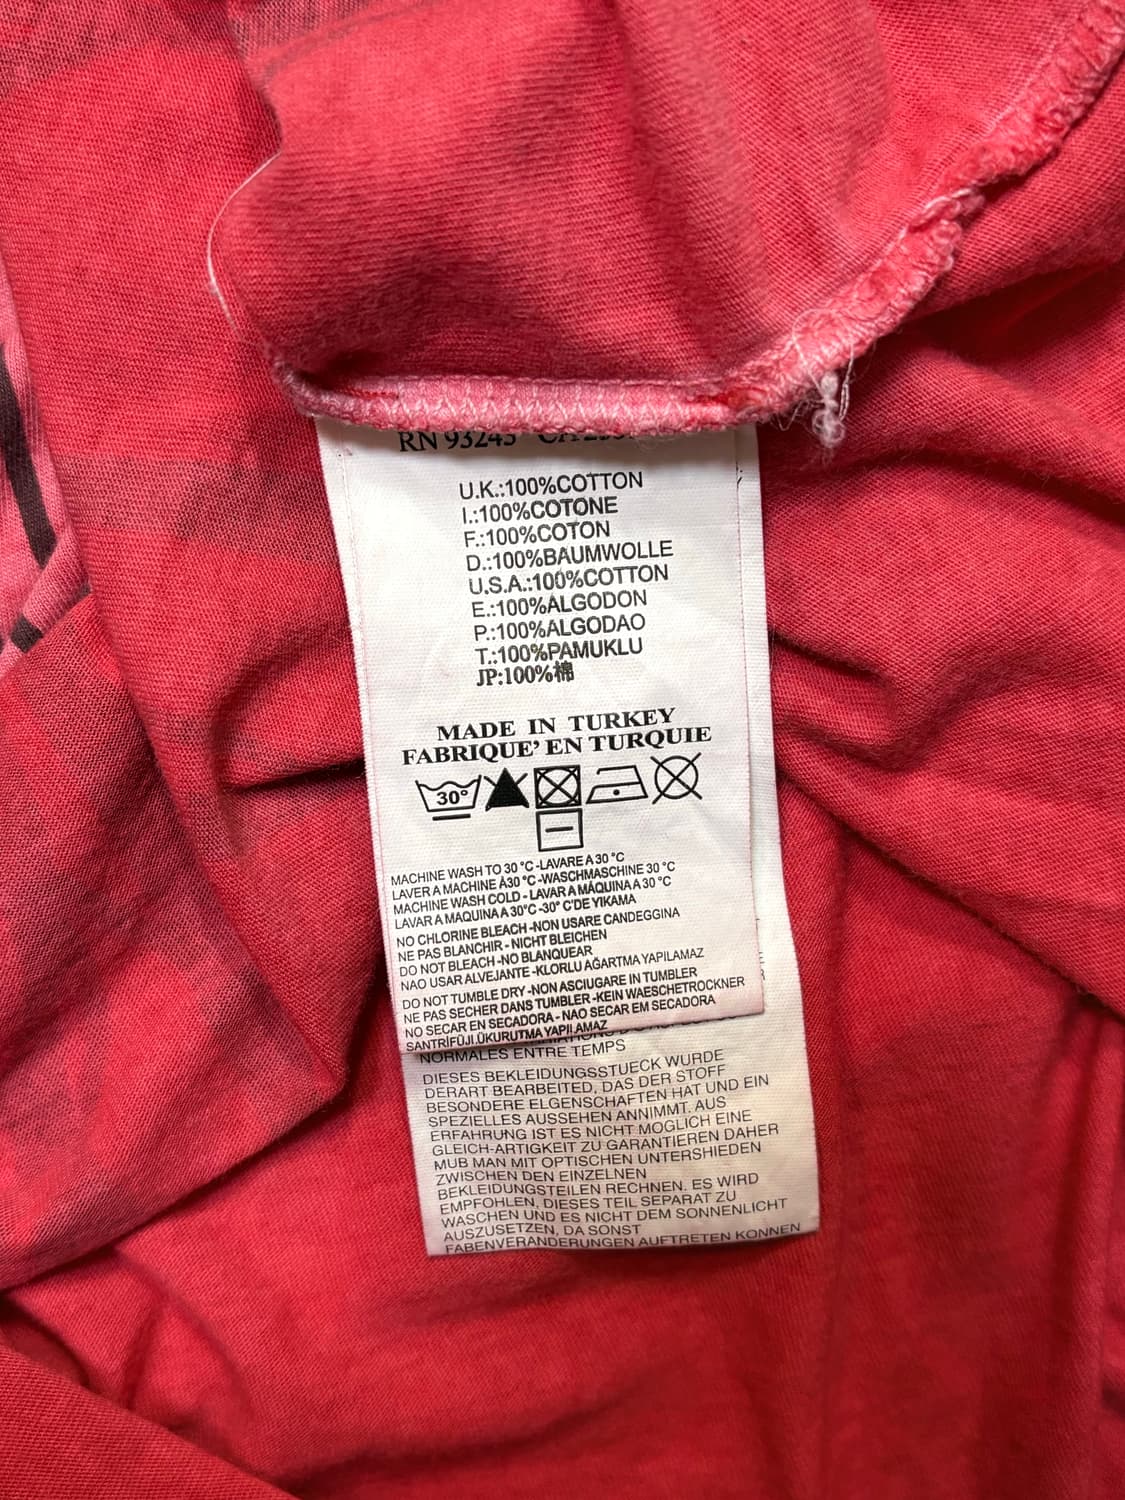 RN 93243
U.K.:100%COTTON
I.:100%COTONE
F.:100%COTON
D.:100%BAUMWOLLE
U.S.A.:100%COTTON
E.:100%ALGODON
P.:100%ALGODAO
T.:100%PAMUKLU
JP:100%棉
MADE IN TURKEY
FABRIQUE' EN TURQUIE
30°
MACHINE WASH TO 30 °C -LAVARE A 30 °C
LAVER A MACHINE À30 °C -WASCHMASCHINE 30 °C
MACHINE WASH COLD - LAVAR A MÁQUINA A 30 °C
LAVAR A MAQUINA A 30°C -30° C'DE YIKAMA
NO CHLORINE BLEACH -NON USARE CANDEGGINA
NE PAS BLANCHIR - NICHT BLEICHEN
DO NOT BLEACH -NO BLANQUEAR
NAO USAR ALVEJANTE -KLORLU AĞARTMA YAPILAMAZ
DO NOT TUMBLE DRY -NON ASCIUGARE IN TUMBLER
NE PAS SECHER DANS TUMBLER -KEIN WAESCHETROCKNER
NO SECAR EN SECADORA - NAO SECAR EM SECADORA
SANTRİFÜJLÜKURUTMA YAPILAMAZ
NORMALES ENTRE TEMPS
DIESES BEKLEIDUNGSSTUECK WURDE
DERART BEARBEITED, DAS DER STOFF
BESONDERE ELGENSCHAFTEN HAT UND EIN
SPEZIELLES AUSSEHEN ANNIMMT. AUS
ERFAHRUNG IST ES NICHT MOGLICH EINE
GLEICH-ARTIGKEIT ZU GARANTIEREN DAHER
MUB MAN MIT OPTISCHEN UNTERSHIEDEN
ZWISCHEN DEN EINZELNEN
BEKLEIDUNGSTEILEN RECHNEN. ES WIRD
EMPFOHLEN, DIESES TEIL SEPARAT ZU
WASCHEN UND ES NICHT DEM SONNENLICHT
AUSZUSETZEN, DA SONST
FABENVERANDERUNGEN AUFTRETEN KONNEN